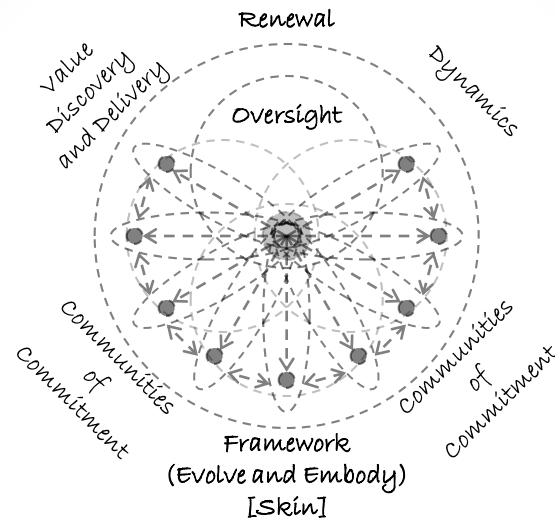 Renewal
Value
Discovery
and Delivery
Dynamics
Oversight
Communities
of
Commitment
Communities
of
Commitment
Framework
(Evolve and Embody)
[Skin]